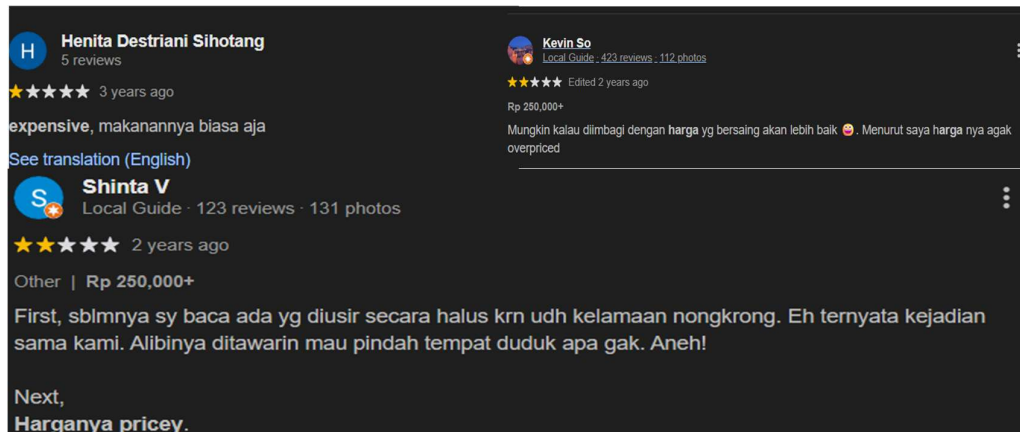 H
Henita Destriani Sihotang
5 reviews
3 years ago
expensive, makanannya biasa aja
See translation (English)
Kevin So
Local Guide · 423 reviews · 112 photos
Edited 2 years ago
Rp 250,000+
Mungkin kalau diimbagi dengan harga yg bersaing akan lebih baik 😛. Menurut saya harga nya agak
overpriced
S
Shinta V
Local Guide · 123 reviews · 131 photos
2 years ago
Other | Rp 250,000+
First, sblmnya sy baca ada yg diusir secara halus krn udh kelamaan nongkrong. Eh ternyata kejadian
sama kami. Alibinya ditawarin mau pindah tempat duduk apa gak. Aneh!
Next,
Harganya pricey.